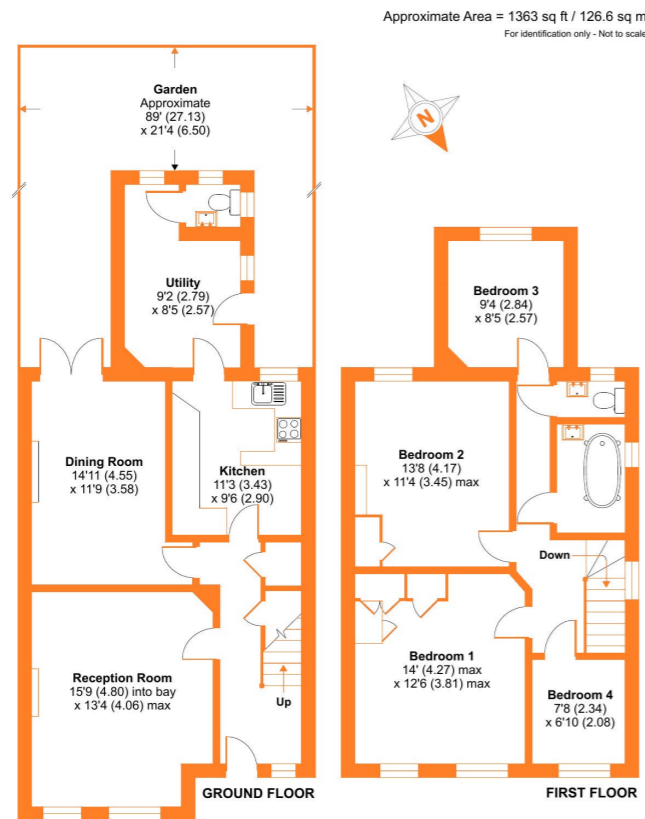 Approximate Area = 1363 sq ft / 126.6 sq m
For identification only - Not to scale
N
Garden
Approximate
89' (27.13)
x 21'4 (6.50)
Utility
9'2 (2.79)
x 8'5 (2.57)
Dining Room
14'11 (4.55)
x 11'9 (3.58)
Kitchen
11'3 (3.43)
x 9'6 (2.90)
Reception Room
15'9 (4.80) into bay
x 13'4 (4.06) max
Up
GROUND FLOOR
Bedroom 3
9'4 (2.84)
x 8'5 (2.57)
Bedroom 2
13'8 (4.17)
x 11'4 (3.45) max
Down
Bedroom 1
14' (4.27) max
x 12'6 (3.81) max
Bedroom 4
7'8 (2.34)
x 6'10 (2.08)
FIRST FLOOR